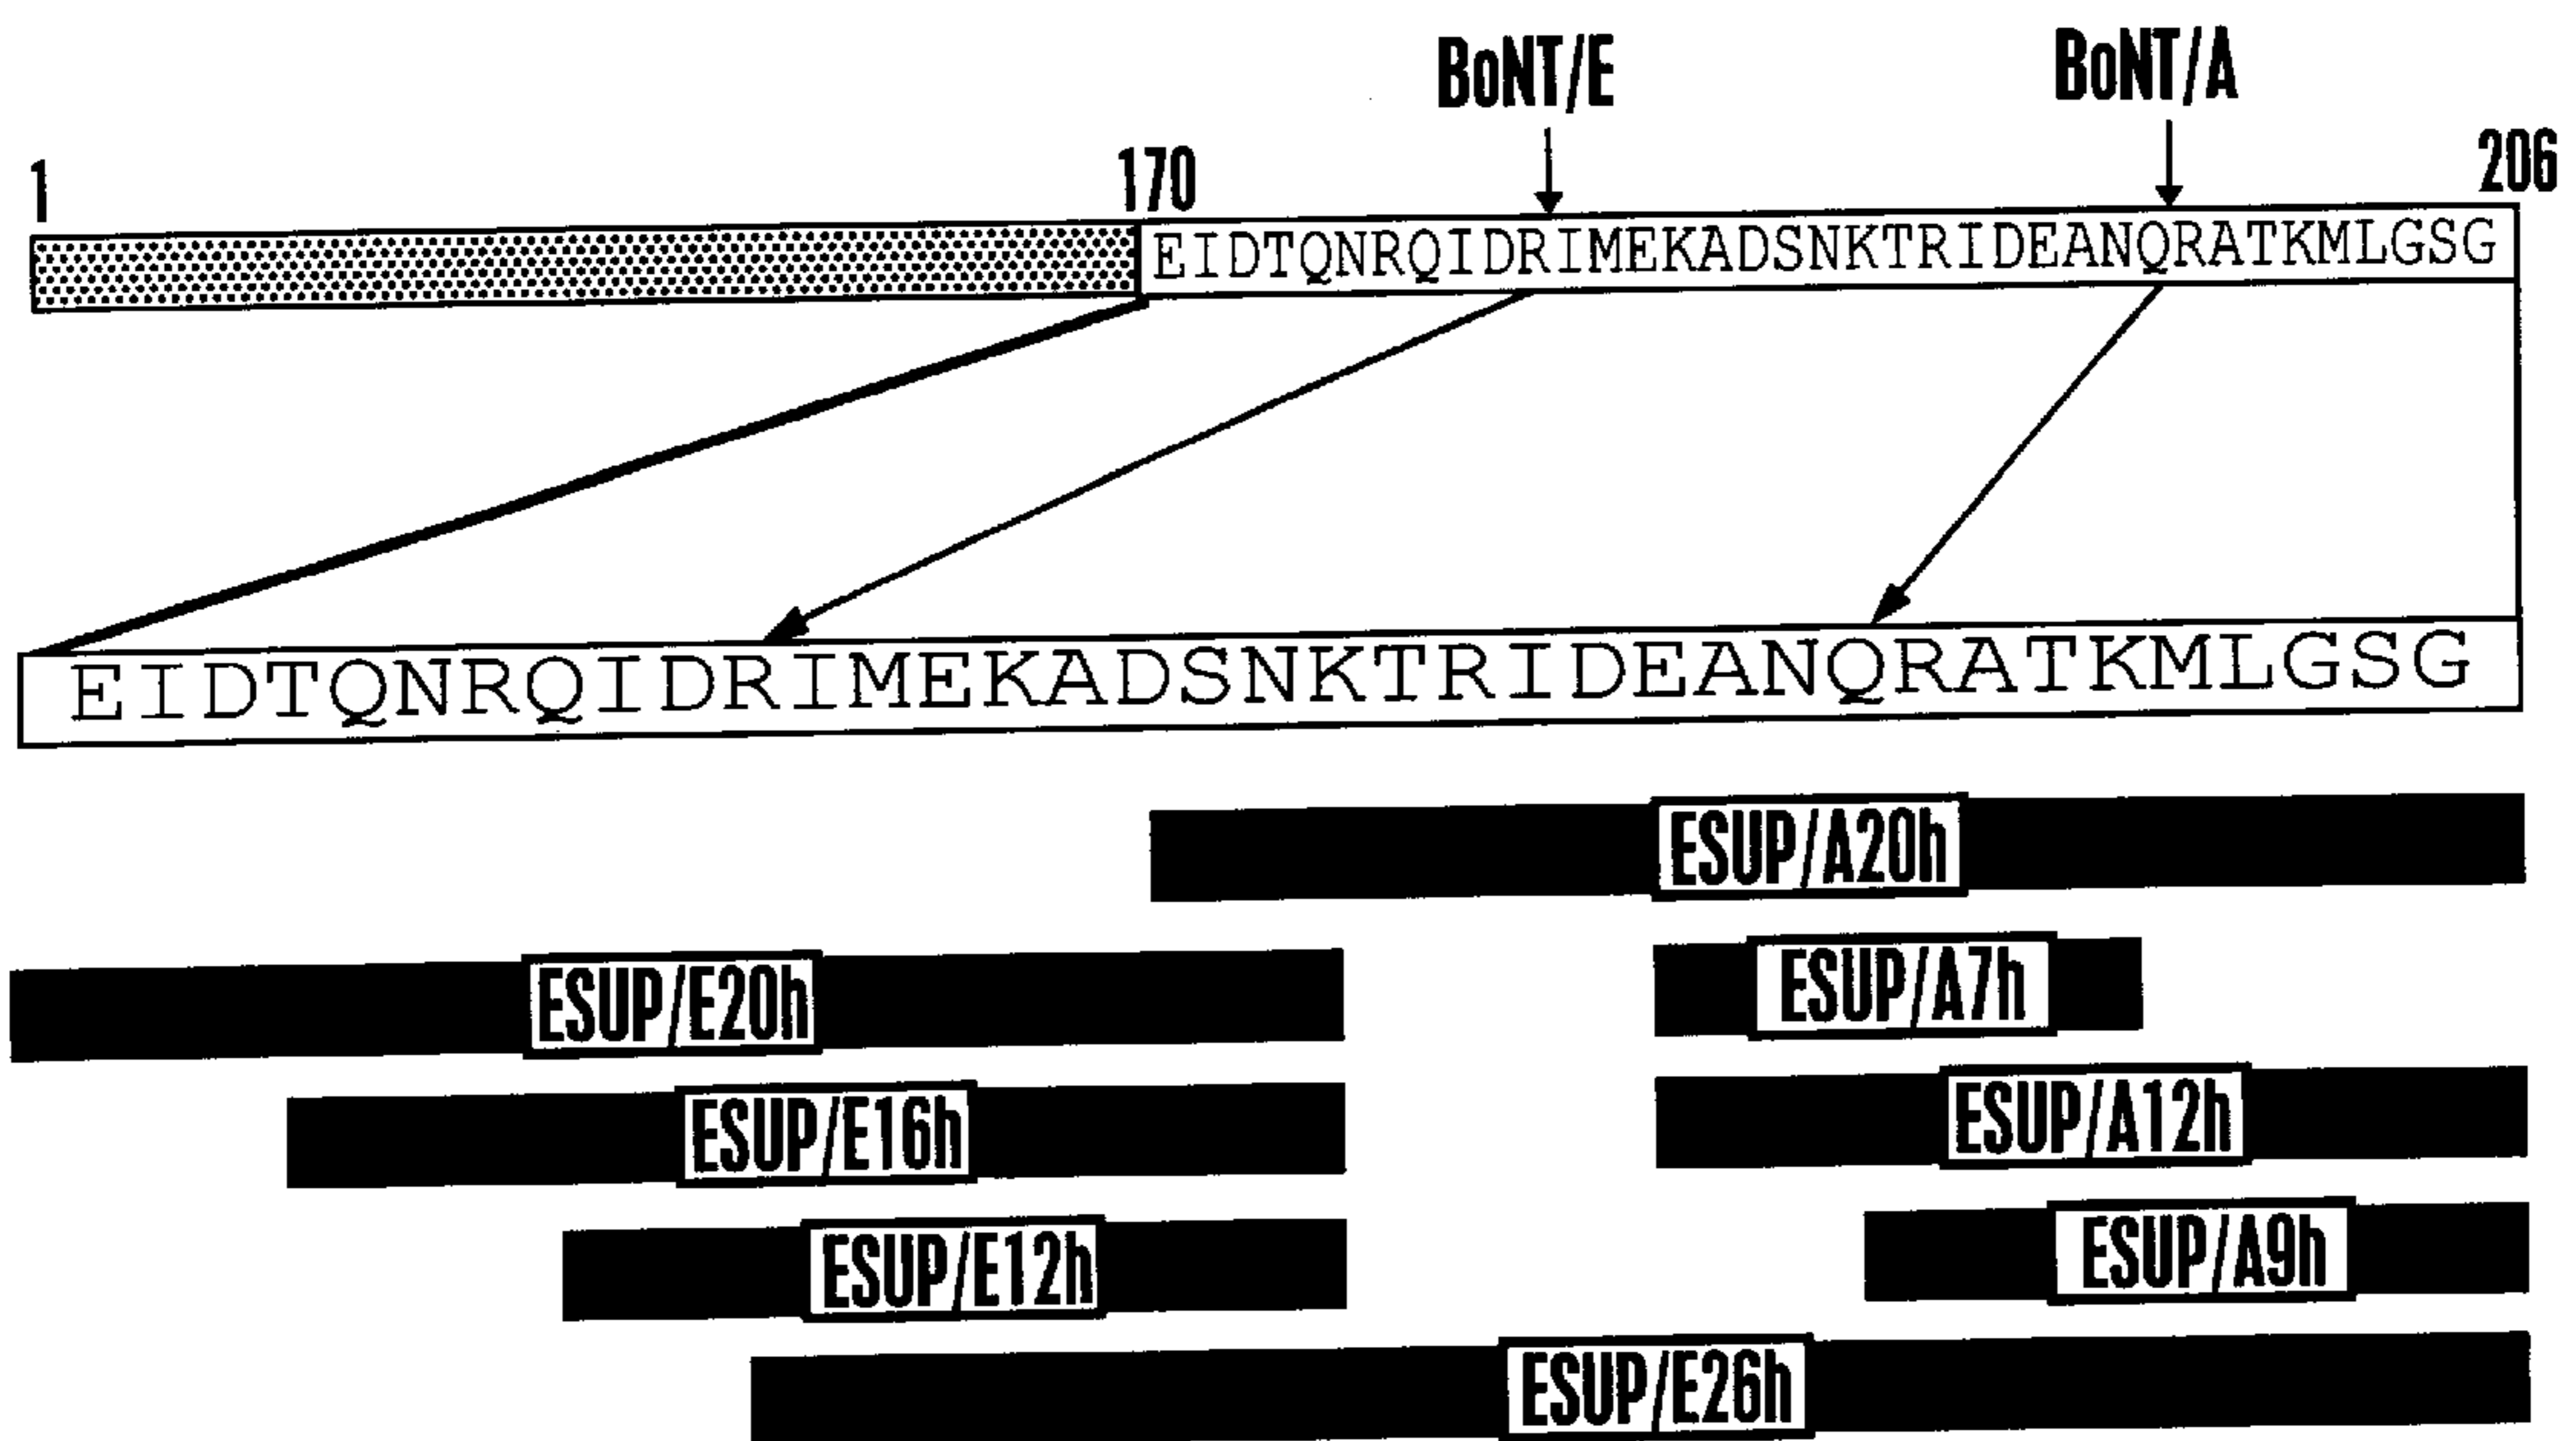 BoNT/E BoNT/A
1 170 206
EIDTQNRQIDRIMEKADSNKTRIDEANQRATKMLGSG
EIDTQNRQIDRIMEKADSNKTRIDEANQRATKMLGSG
ESUP/A20h
ESUP/E20h ESUP/A7h
ESUP/E16h ESUP/A12h
ESUP/E12h ESUP/A9h
ESUP/E26h